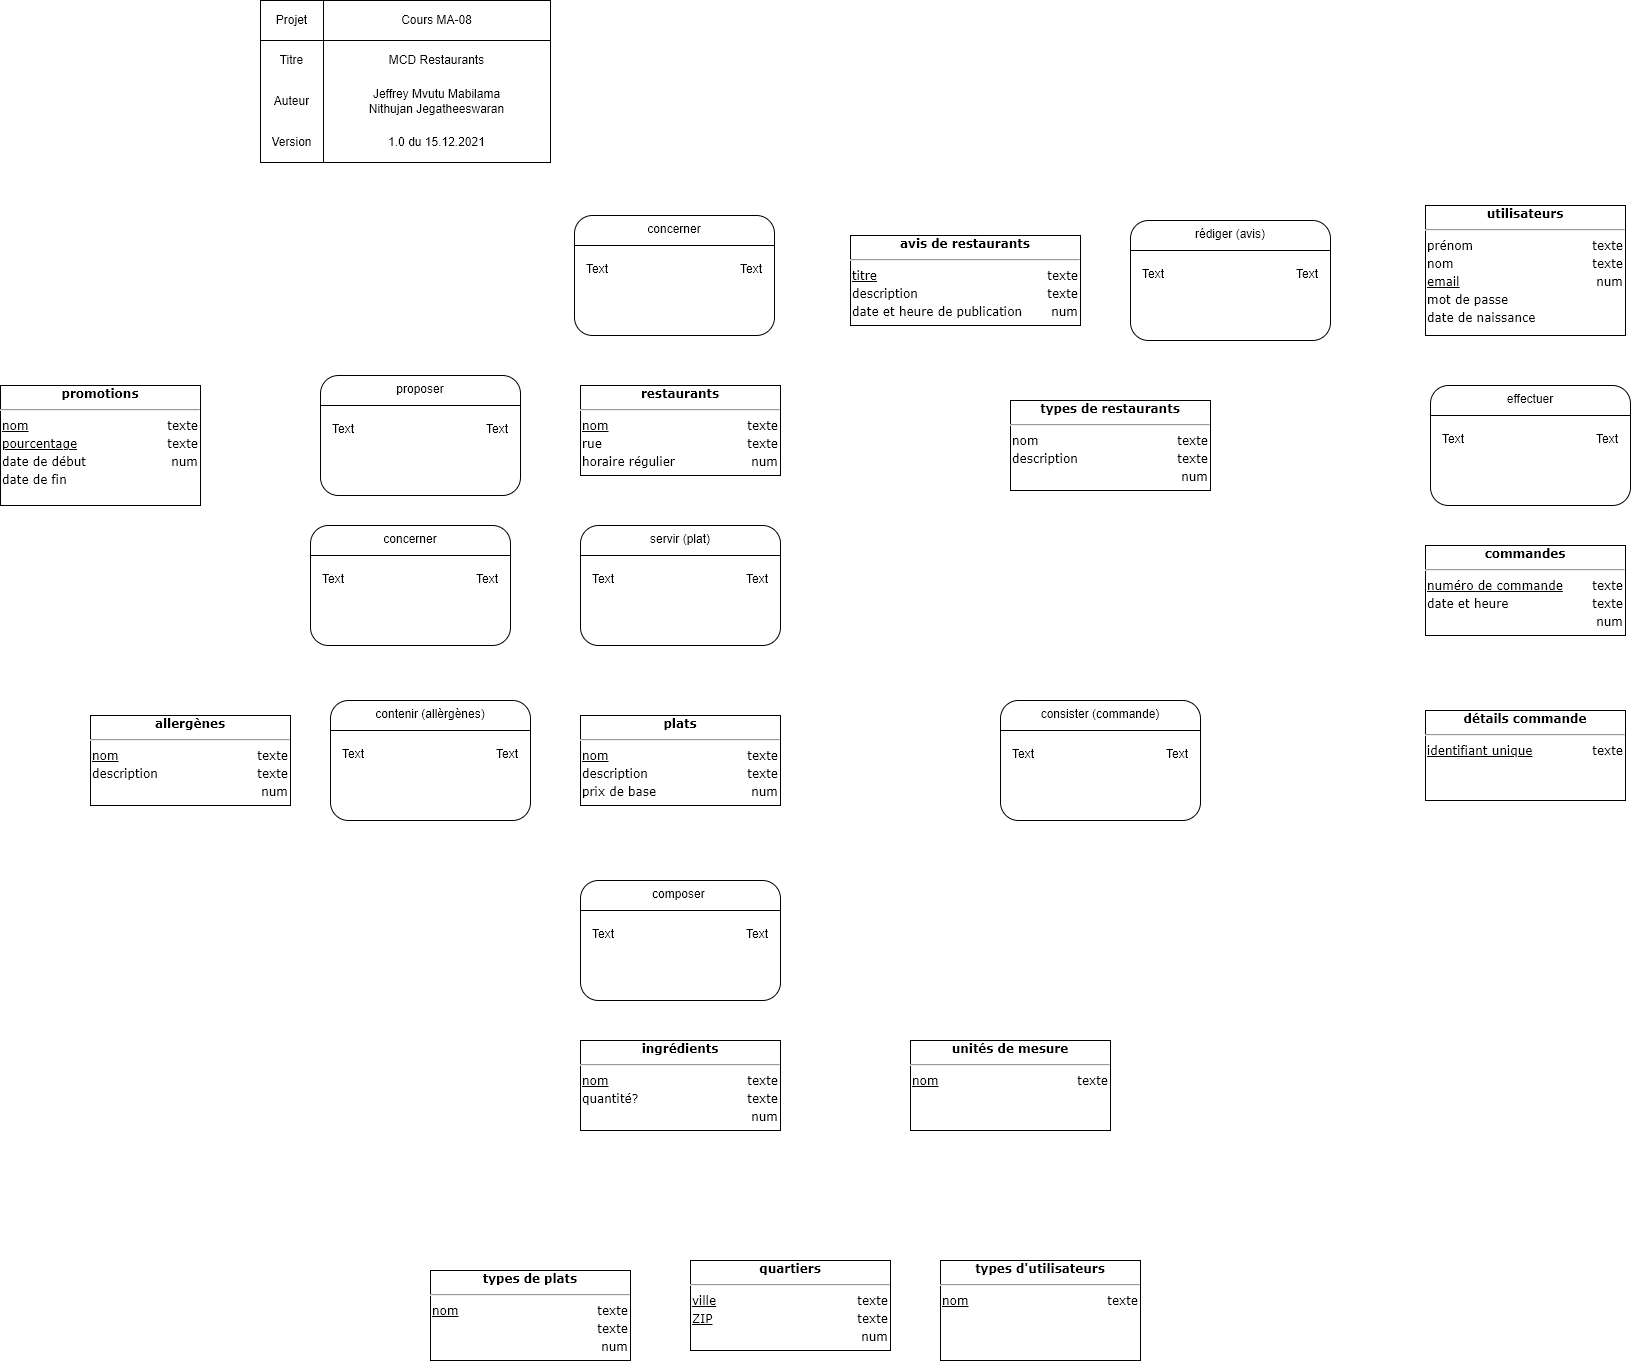 Projet Cours MA-08
Titre MCD Restaurants
Auteur Jeffrey Mvutu Mabilama
Nithujan Jegatheeswaran
Version 1.0 du 15.12.2021
concerner
Text Text
avis de restaurants
titre texte
description texte
date et heure de publication num
rédiger (avis)
Text Text
utilisateurs
prénom texte
nom texte
email num
mot de passe
date de naissance
promotions
nom texte
pourcentage texte
date de début num
date de fin
proposer
Text Text
restaurants
nom texte
rue texte
horaire régulier num
types de restaurants
nom texte
description texte
num
effectuer
Text Text
concerner
Text Text
servir (plat)
Text Text
commandes
numéro de commande texte
date et heure texte
num
allergènes
nom texte
description texte
num
contenir (allèrgènes)
Text Text
plats
nom texte
description texte
prix de base num
consister (commande)
Text Text
détails commande
identifiant unique texte
composer
Text Text
ingrédients
nom texte
quantité? texte
num
unités de mesure
nom texte
types de plats
nom texte
texte
num
quartiers
ville texte
ZIP texte
num
types d'utilisateurs
nom texte